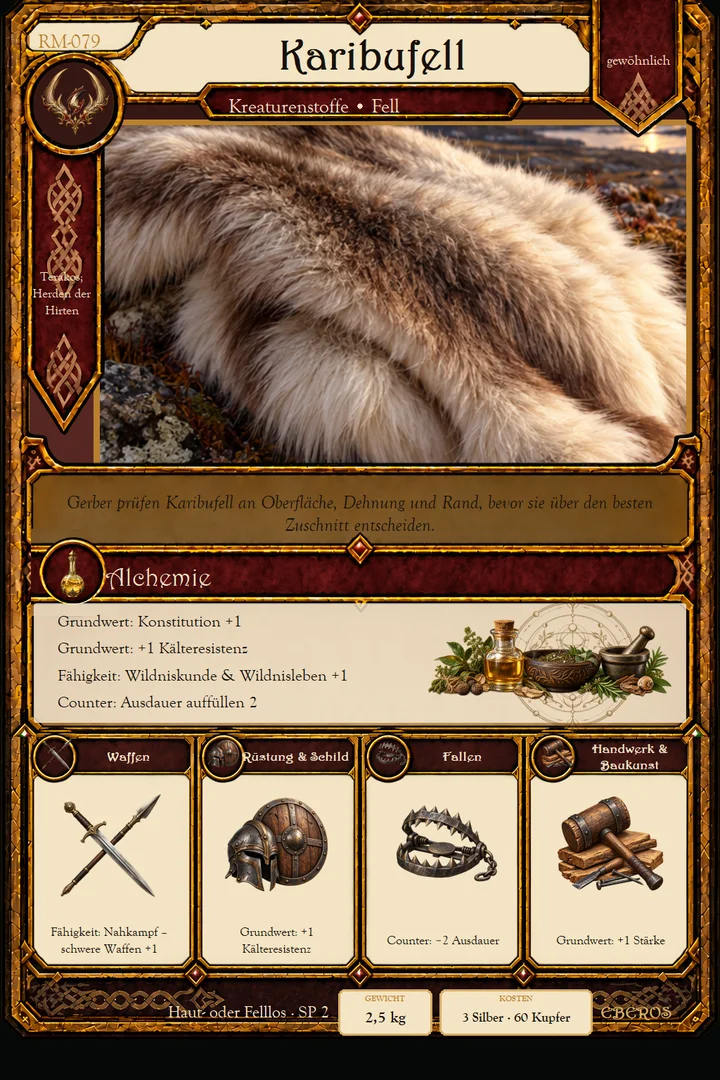 RM-079
Karibufell
gewöhnlich
Kreaturenstoffe • Fell
Terakos;
Herden der
Hirten
Gerber prüfen Karibufell an Oberfläche, Dehnung und Rand, bevor sie über den besten
Zuschnitt entscheiden.
Alchemie
Grundwert: Konstitution +1
Grundwert: +1 Kälteresistenz
Fähigkeit: Wildniskunde & Wildnisleben +1
Counter: Ausdauer auffüllen 2
Waffen
Fähigkeit: Nahkampf –
schwere Waffen +1
Rüstung & Schild
Grundwert: +1
Kälteresistenz
Fallen
Counter: −2 Ausdauer
Handwerk &
Baukunst
Grundwert: +1 Stärke
Haut- oder Felllos · SP 2
GEWICHT
2,5 kg
KOSTEN
3 Silber · 60 Kupfer
EBEROS